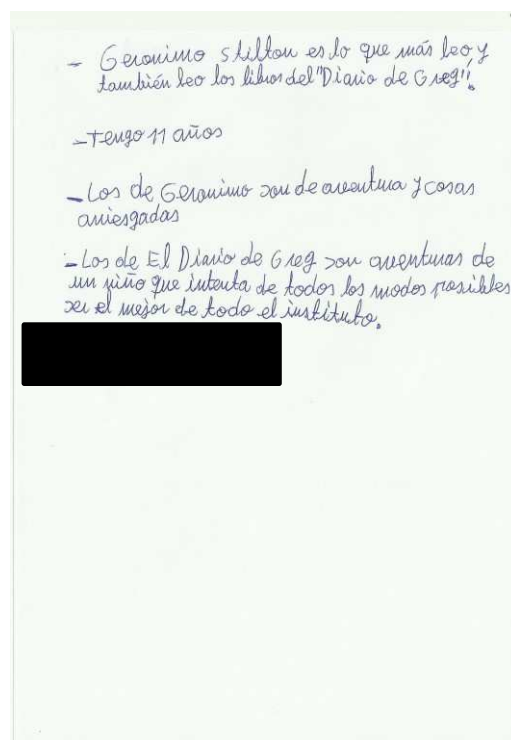 - Geronimo Stilton es lo que más leo y
también leo los libros del "Diario de Greg".
- Tengo 11 años
- Los de Geronimo son de aventura y cosas
arriesgadas
- Los de El Diario de Greg son aventuras de
un niño que intenta de todos los modos posibles
ser el mejor de todo el instituto.